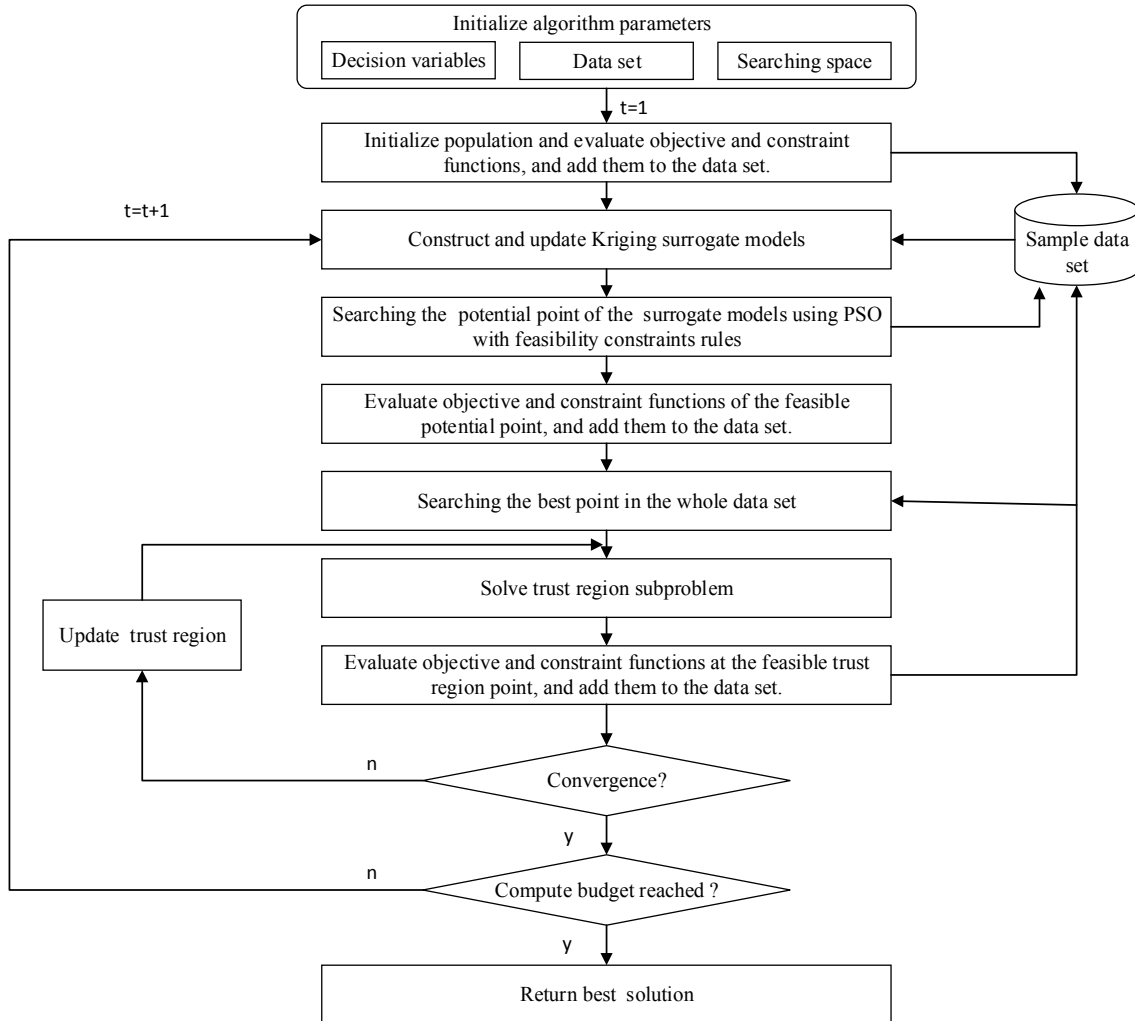 Initialize algorithm parameters
Decision variables
Data set
Searching space
t=1
Initialize population and evaluate objective and constraint
functions, and add them to the data set.
t=t+1
Construct and update Kriging surrogate models
Sample data
set
Searching the potential point of the surrogate models using PSO
with feasibility constraints rules
Evaluate objective and constraint functions of the feasible
potential point, and add them to the data set.
Searching the best point in the whole data set
Solve trust region subproblem
Update trust region
Evaluate objective and constraint functions at the feasible trust
region point, and add them to the data set.
n
Convergence?
y
n
Compute budget reached ?
y
Return best solution